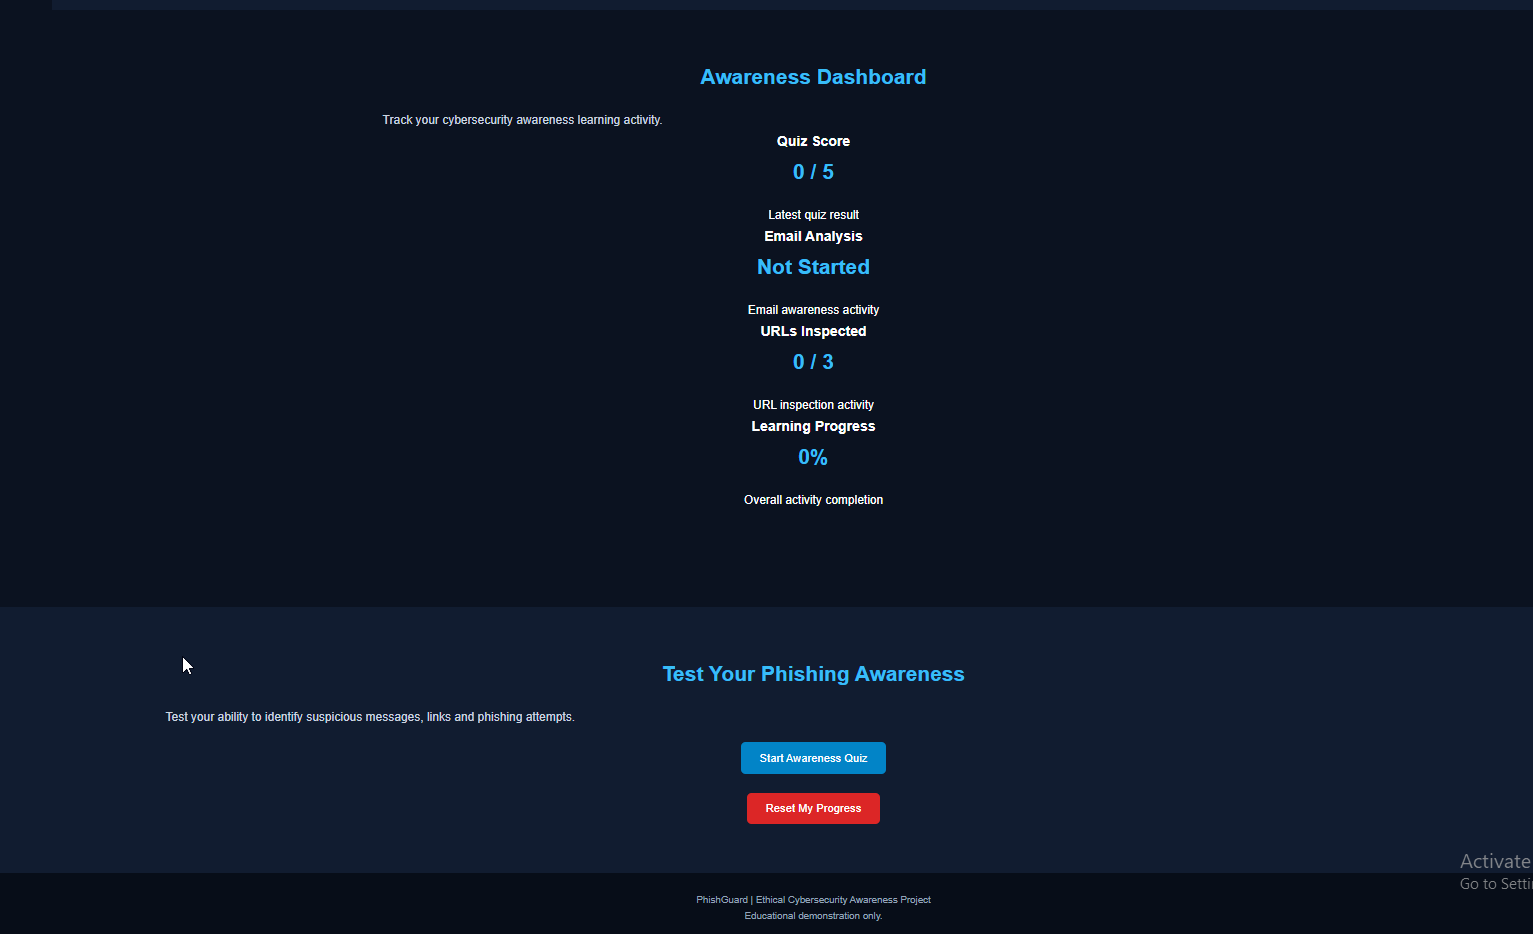 Awareness Dashboard
Track your cybersecurity awareness learning activity.
Quiz Score
0 / 5
Latest quiz result
Email Analysis
Not Started
Email awareness activity
URLs Inspected
0 / 3
URL inspection activity
Learning Progress
0%
Overall activity completion
Test Your Phishing Awareness
Test your ability to identify suspicious messages, links and phishing attempts.
Start Awareness Quiz
Reset My Progress
Activate
Go to Setti
PhishGuard | Ethical Cybersecurity Awareness Project
Educational demonstration only.